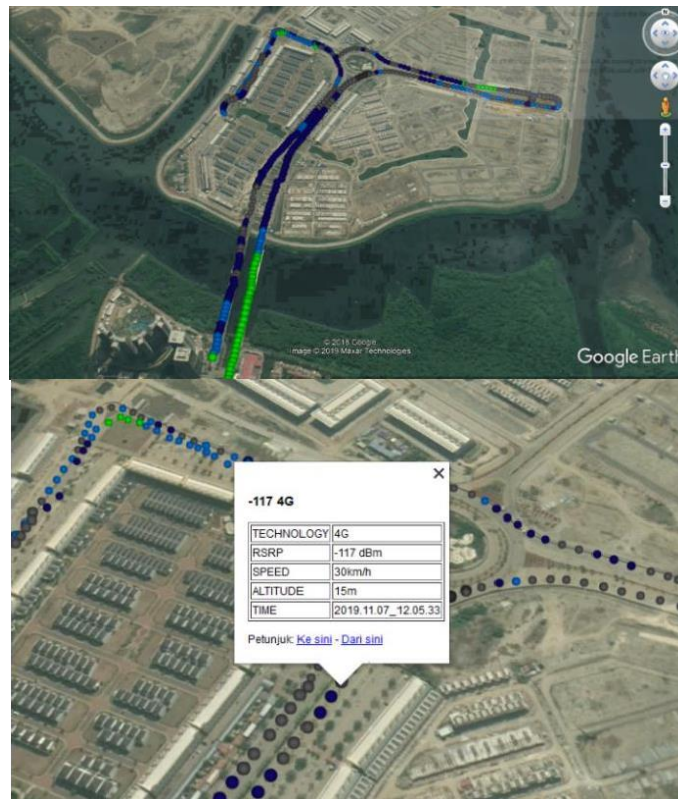 © 2018 Google
Image © 2019 Maxar Technologies
Google Earth
-117 4G
TECHNOLOGY 4G
RSRP -117 dBm
SPEED 30km/h
ALTITUDE 15m
TIME 2019.11.07_12.05.33
Petunjuk: Ke sini - Dari sini